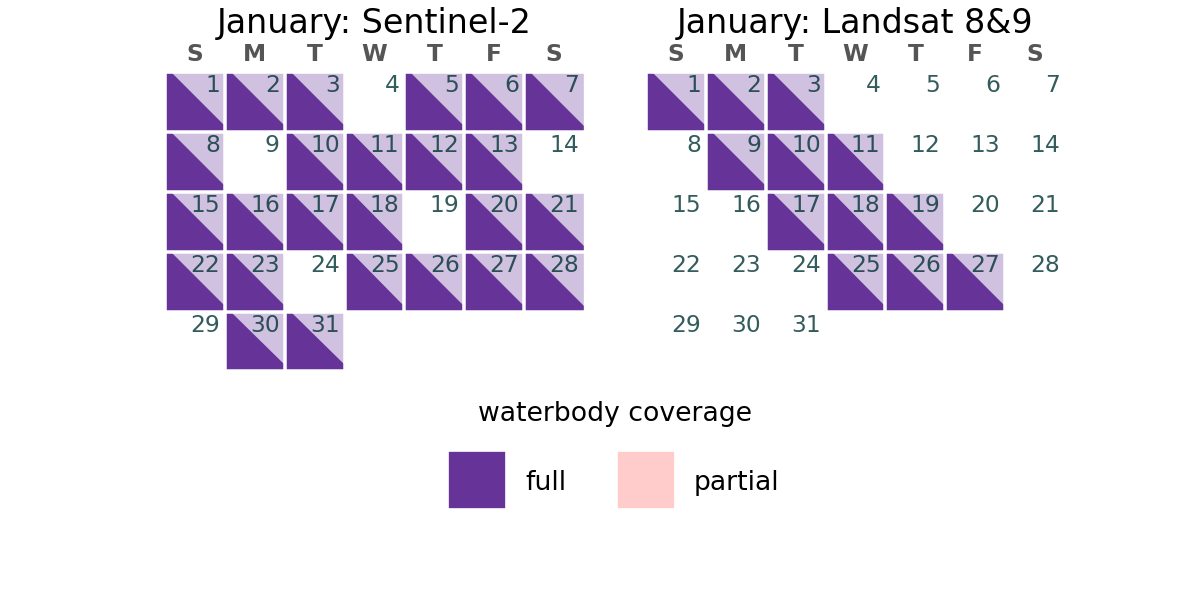 January: Sentinel-2
S M T W T F S
1 2 3 4 5 6 7
8 9 10 11 12 13 14
15 16 17 18 19 20 21
22 23 24 25 26 27 28
29 30 31
January: Landsat 8&9
S M T W T F S
1 2 3 4 5 6 7
8 9 10 11 12 13 14
15 16 17 18 19 20 21
22 23 24 25 26 27 28
29 30 31
waterbody coverage
full
partial